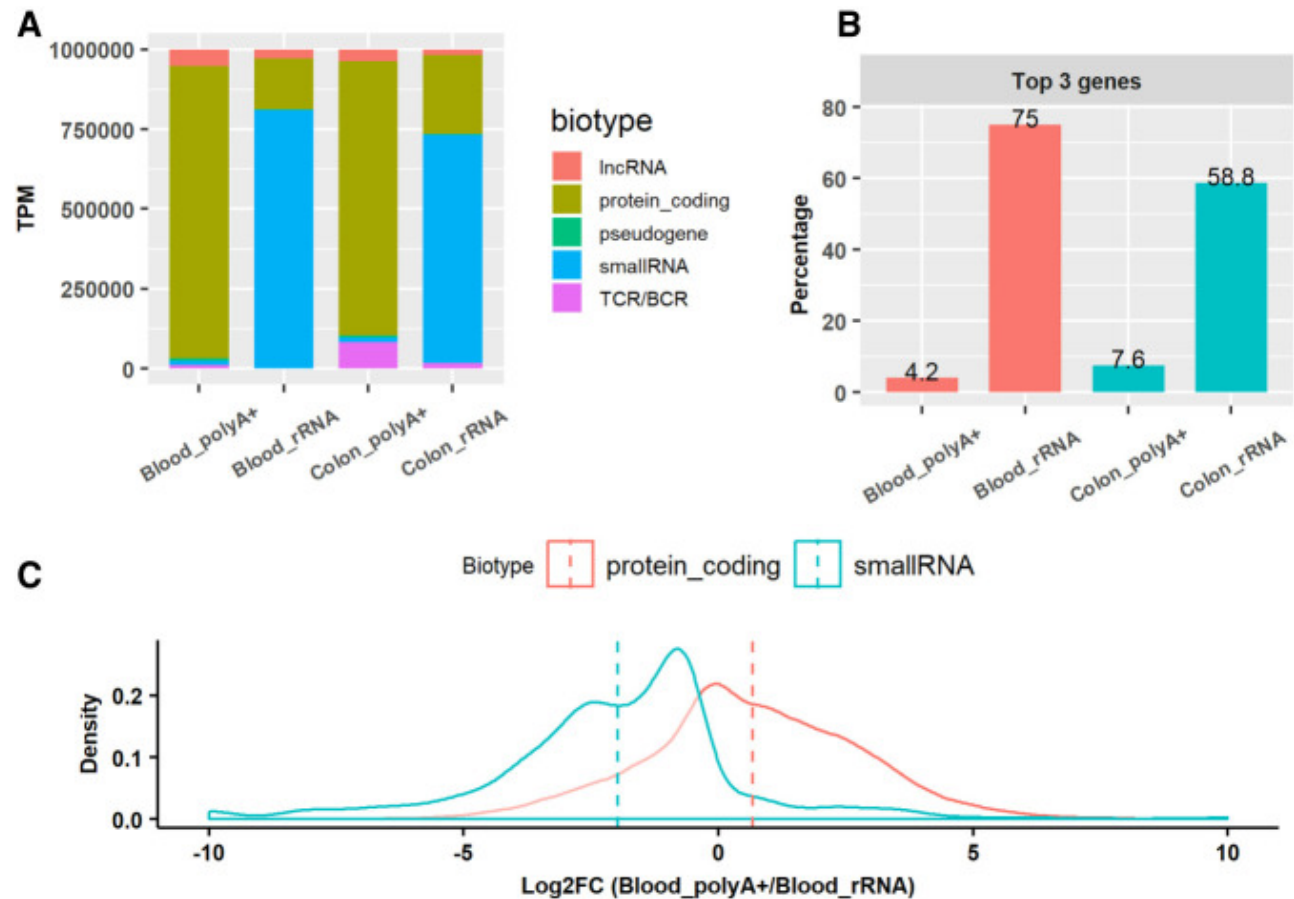 A
1000000
750000
500000
250000
0
TPM
Blood_polyA+
Blood_rRNA
Colon_polyA+
Colon_rRNA
biotype
lncRNA
protein_coding
pseudogene
smallRNA
TCR/BCR
B
Top 3 genes
80
60
40
20
0
Percentage
4.2
75
7.6
58.8
Blood_polyA+
Blood_rRNA
Colon_polyA+
Colon_rRNA
C
Biotype protein_coding smallRNA
Density
0.2
0.1
0.0
-10 -5 0 5 10
Log2FC (Blood_polyA+/Blood_rRNA)